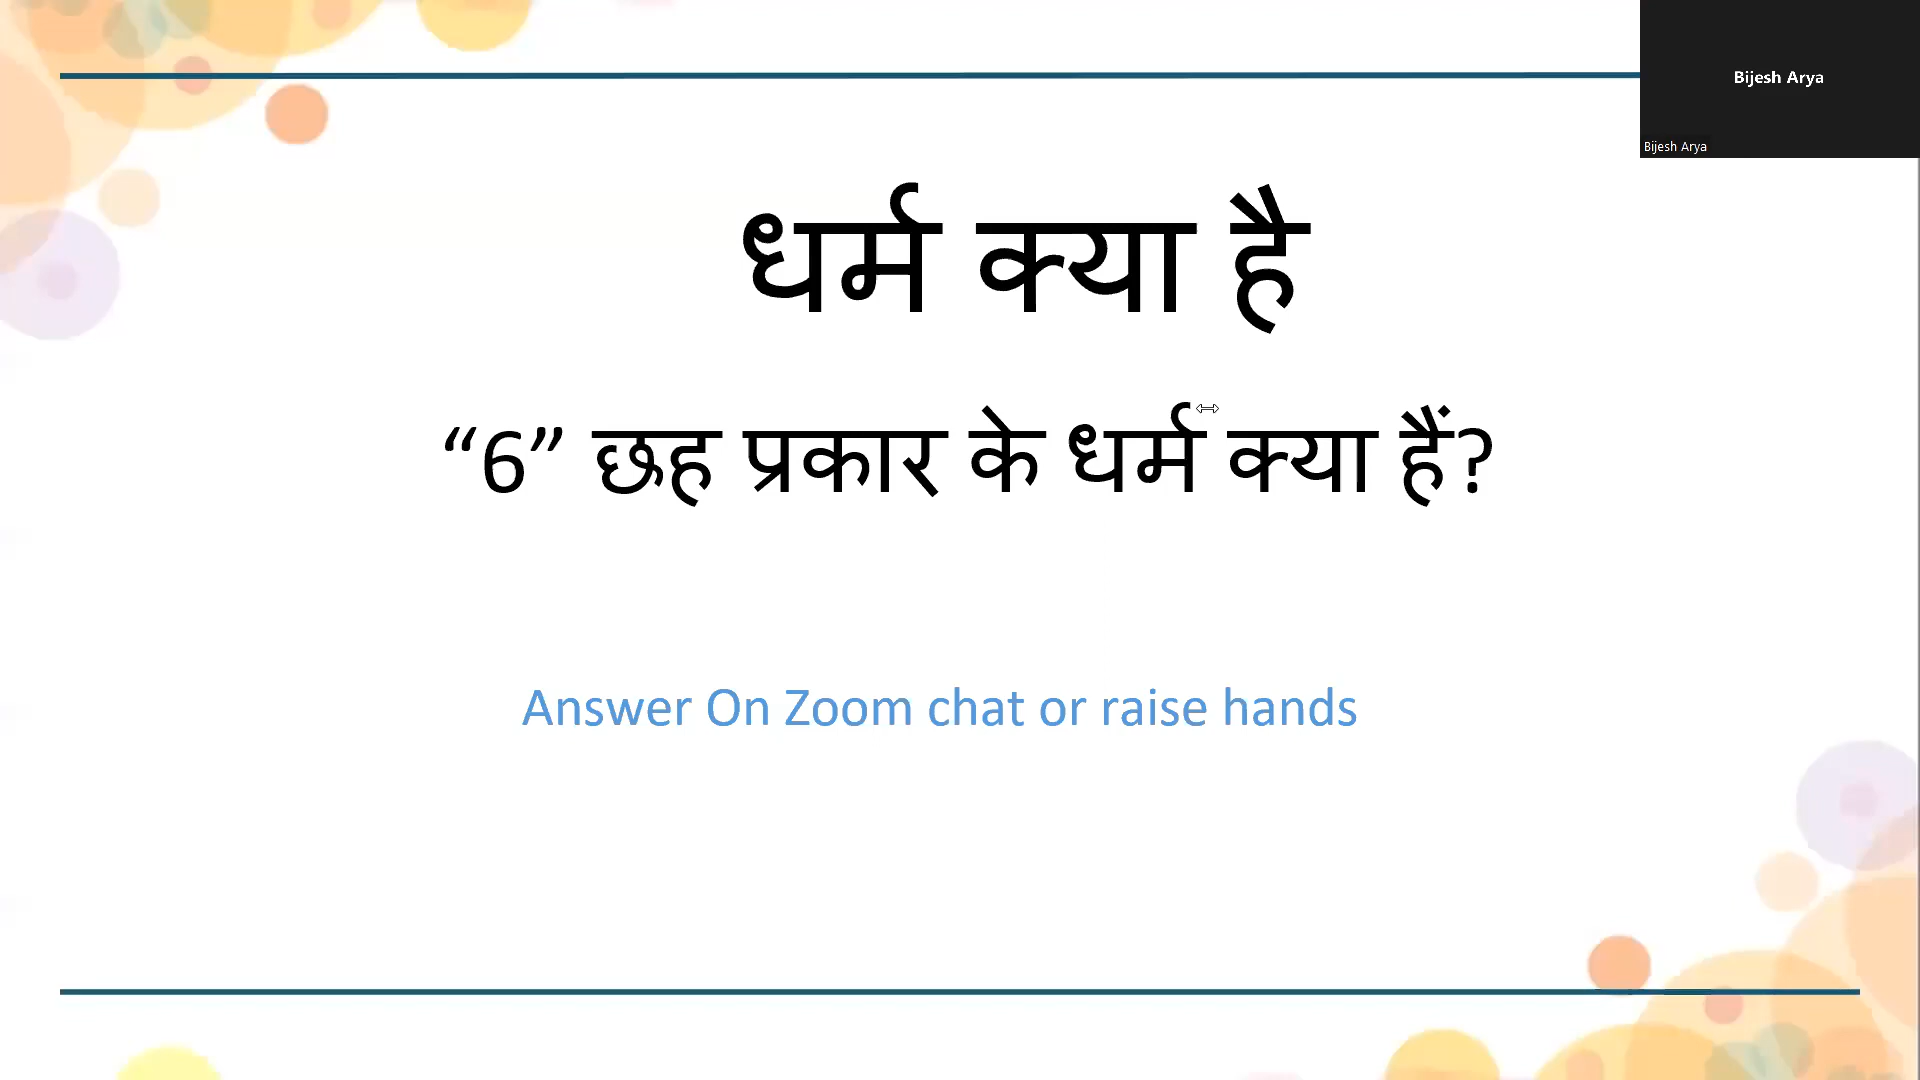 Bijesh Arya
Bijesh Arya
धर्म क्या है
“6” छह प्रकार के धर्म क्या हैं?
Answer On Zoom chat or raise hands